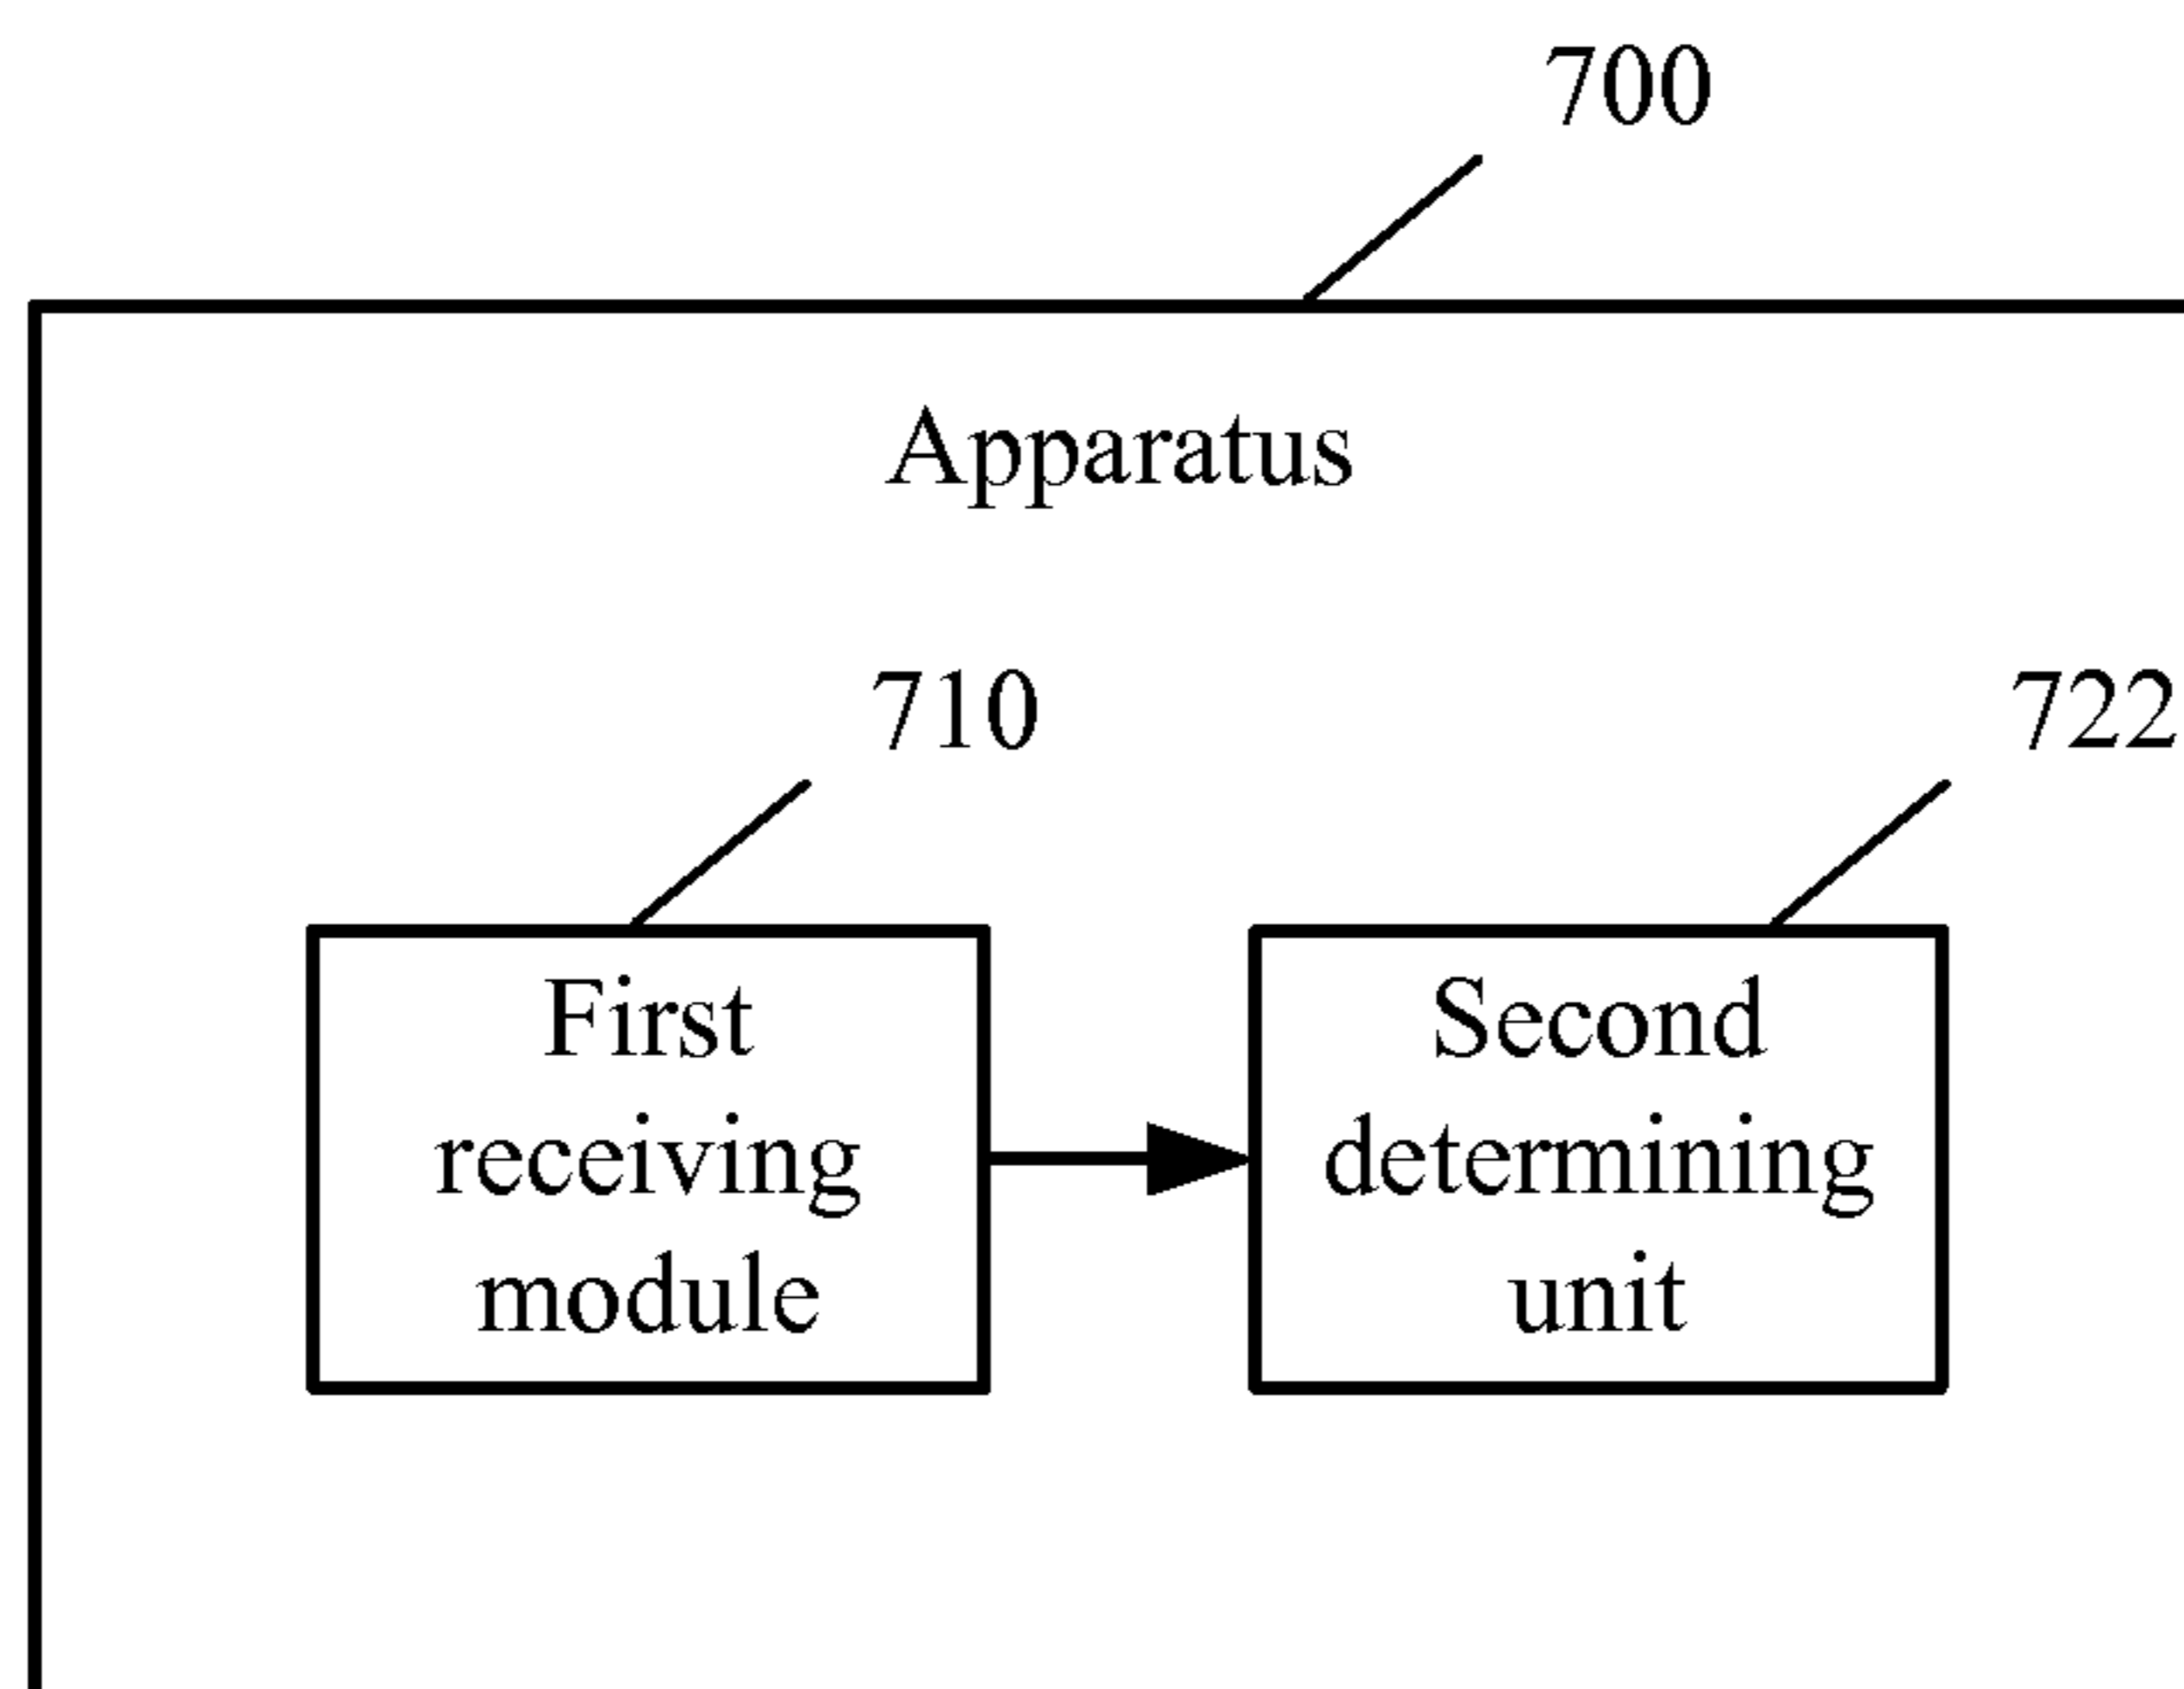 700
Apparatus
710
722
First
receiving
module
Second
determining
unit